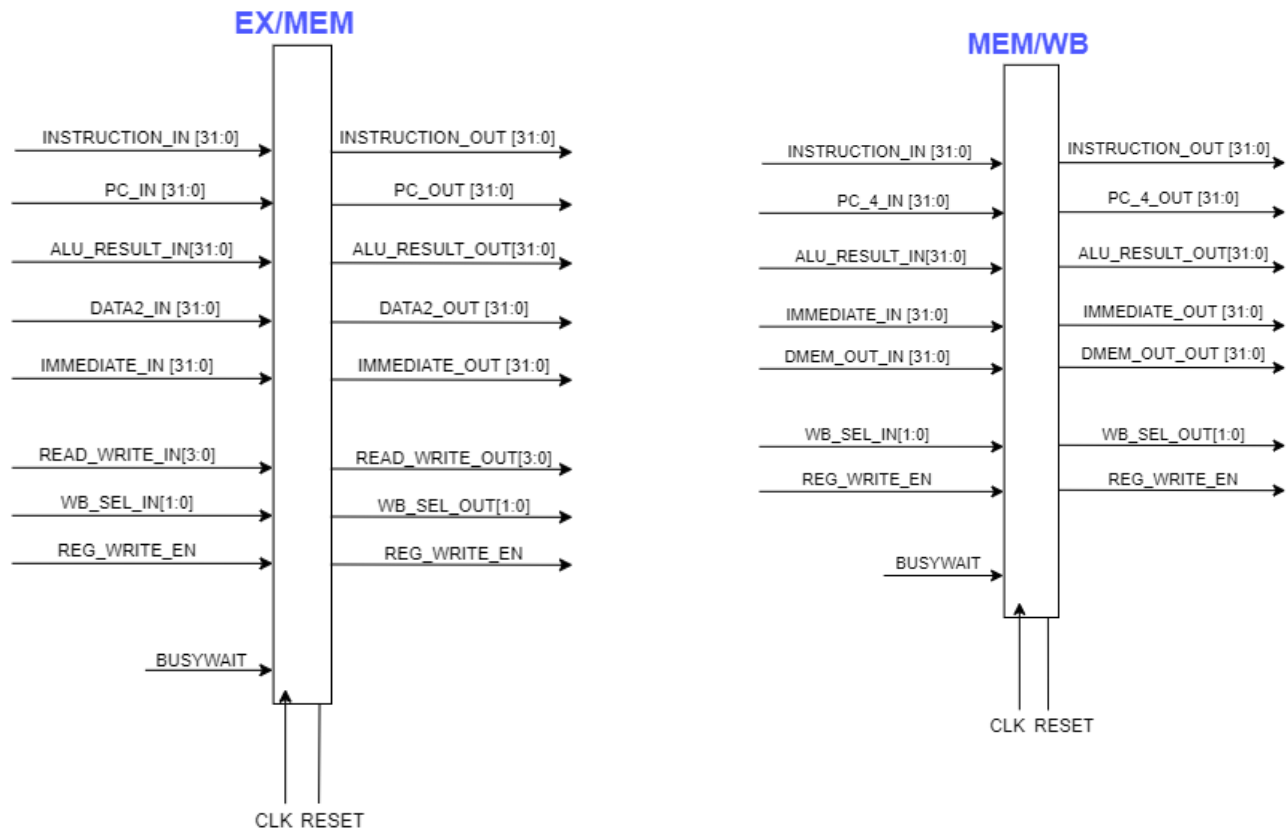 EX/MEM
INSTRUCTION_IN [31:0]
INSTRUCTION_OUT [31:0]
PC_IN [31:0]
PC_OUT [31:0]
ALU_RESULT_IN[31:0]
ALU_RESULT_OUT[31:0]
DATA2_IN [31:0]
DATA2_OUT [31:0]
IMMEDIATE_IN [31:0]
IMMEDIATE_OUT [31:0]
READ_WRITE_IN[3:0]
READ_WRITE_OUT[3:0]
WB_SEL_IN[1:0]
WB_SEL_OUT[1:0]
REG_WRITE_EN
REG_WRITE_EN
BUSYWAIT
CLK RESET
MEM/WB
INSTRUCTION_IN [31:0]
INSTRUCTION_OUT [31:0]
PC_4_IN [31:0]
PC_4_OUT [31:0]
ALU_RESULT_IN[31:0]
ALU_RESULT_OUT[31:0]
IMMEDIATE_IN [31:0]
IMMEDIATE_OUT [31:0]
DMEM_OUT_IN [31:0]
DMEM_OUT_OUT [31:0]
WB_SEL_IN[1:0]
WB_SEL_OUT[1:0]
REG_WRITE_EN
REG_WRITE_EN
BUSYWAIT
CLK RESET